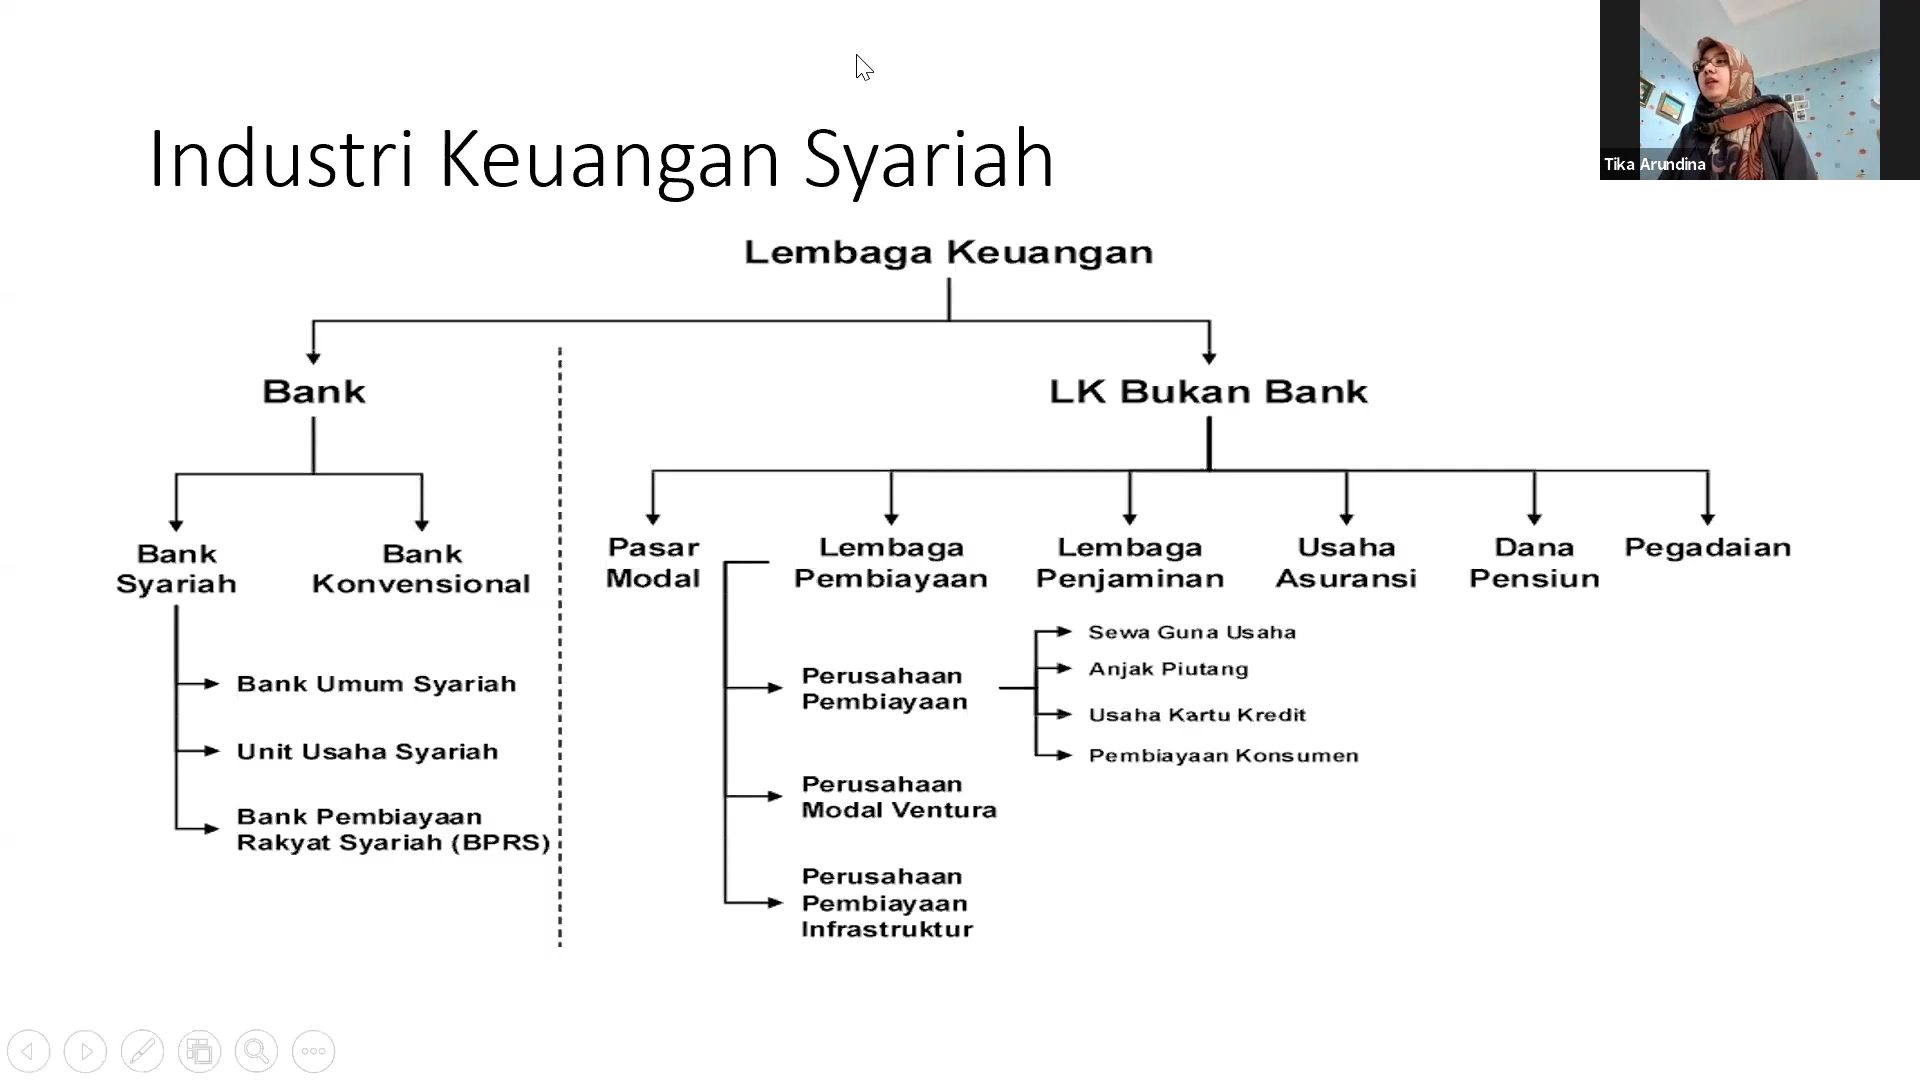 Industri Keuangan Syariah
Tika Arundina
Lembaga Keuangan
Bank
LK Bukan Bank
Bank
Syariah
Bank
Konvensional
Pasar
Modal
Lembaga
Pembiayaan
Lembaga
Penjaminan
Usaha
Asuransi
Dana
Pensiun
Pegadaian
Bank Umum Syariah
Unit Usaha Syariah
Bank Pembiayaan
Rakyat Syariah (BPRS)
Perusahaan
Pembiayaan
Sewa Guna Usaha
Anjak Piutang
Usaha Kartu Kredit
Pembiayaan Konsumen
Perusahaan
Modal Ventura
Perusahaan
Pembiayaan
Infrastruktur